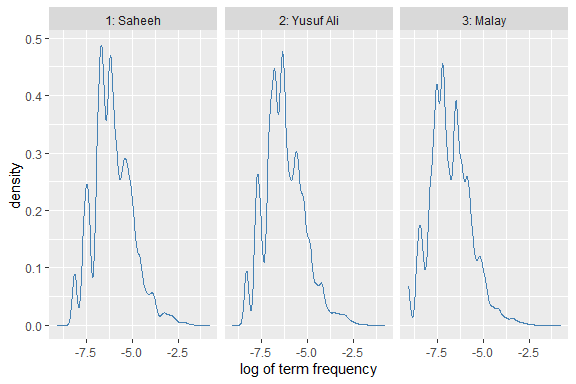 1: Saheeh 2: Yusuf Ali 3: Malay
0.5
0.4
0.3
0.2
0.1
0.0
density
-7.5 -5.0 -2.5 -7.5 -5.0 -2.5 -7.5 -5.0 -2.5
log of term frequency